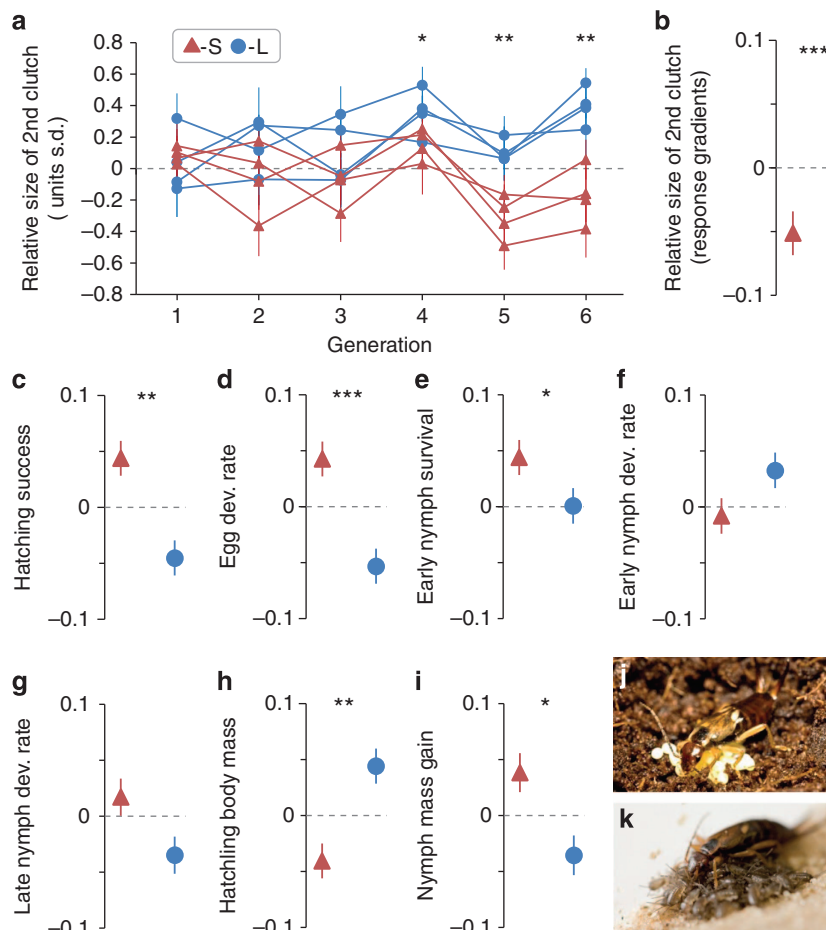 a
Relative size of 2nd clutch
( units s.d.)
0.8
0.6
0.4
0.2
0
–0.2
–0.4
–0.6
–0.8
-S -L
* ** **
1 2 3 4 5 6
Generation
b
Relative size of 2nd clutch
(response gradients)
0.1
0
–0.1
***
c
Hatching success
0.1
0
–0.1
**
d
Egg dev. rate
0.1
0
–0.1
***
e
Early nymph survival
0.1
0
–0.1
*
f
Early nymph dev. rate
0.1
0
–0.1
g
Late nymph dev. rate
0.1
0
–0.1
h
Hatchling body mass
0.1
0
–0.1
**
i
Nymph mass gain
0.1
0
–0.1
*
j
k